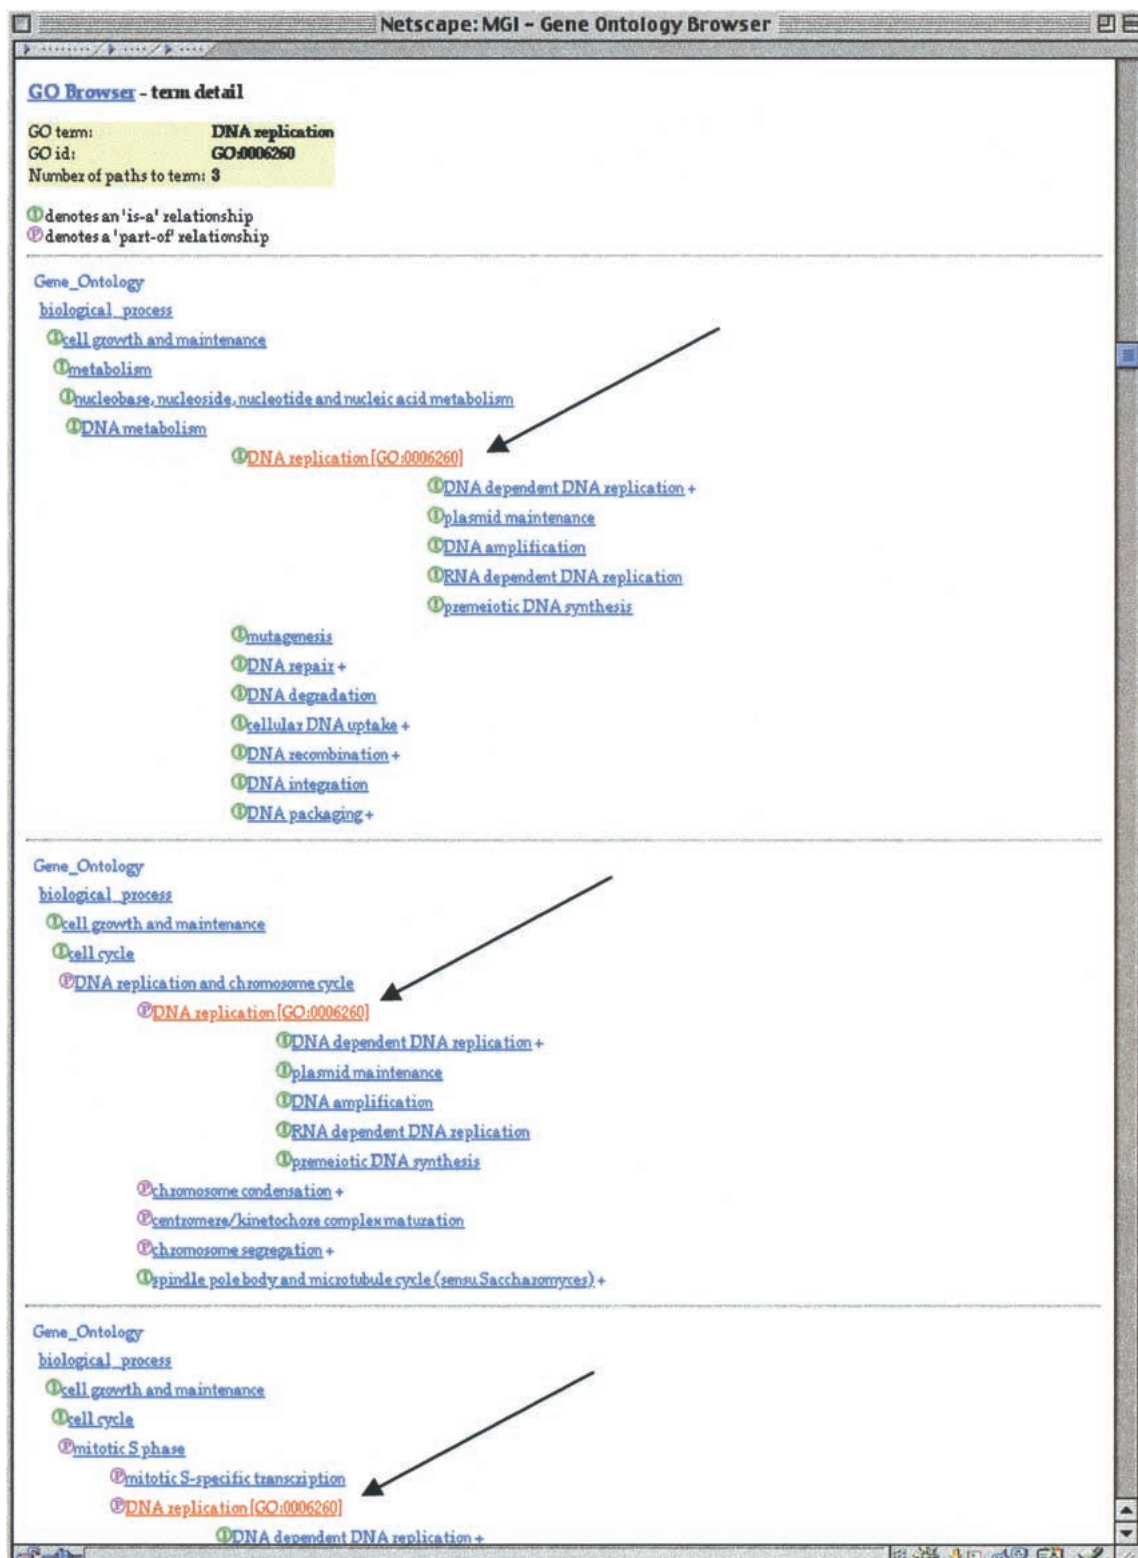 Netscape: MGI - Gene Ontology Browser
GO Browser - term detail
GO term: DNA replication
GO id: GO:0006260
Number of paths to term: 3
I denotes an 'is-a' relationship
P denotes a 'part-of' relationship
Gene_Ontology
biological_process
I cell growth and maintenance
I metabolism
I nucleobase, nucleoside, nucleotide and nucleic acid metabolism
I DNA metabolism
I DNA replication [GO:0006260]
I DNA dependent DNA replication +
I plasmid maintenance
I DNA amplification
I RNA dependent DNA replication
I premeiotic DNA synthesis
I mutagenesis
I DNA repair +
I DNA degradation
I cellular DNA uptake +
I DNA recombination +
I DNA integration
I DNA packaging +
Gene_Ontology
biological_process
I cell growth and maintenance
I cell cycle
P DNA replication and chromosome cycle
P DNA replication [GO:0006260]
I DNA dependent DNA replication +
I plasmid maintenance
I DNA amplification
I RNA dependent DNA replication
I premeiotic DNA synthesis
P chromosome condensation +
P centromere/kinetochore complex maturation
P chromosome segregation +
I spindle pole body and microtubule cycle (sensu Saccharomyces) +
Gene_Ontology
biological_process
I cell growth and maintenance
I cell cycle
P mitotic S phase
P mitotic S-specific transcription
P DNA replication [GO:0006260]
I DNA dependent DNA replication +